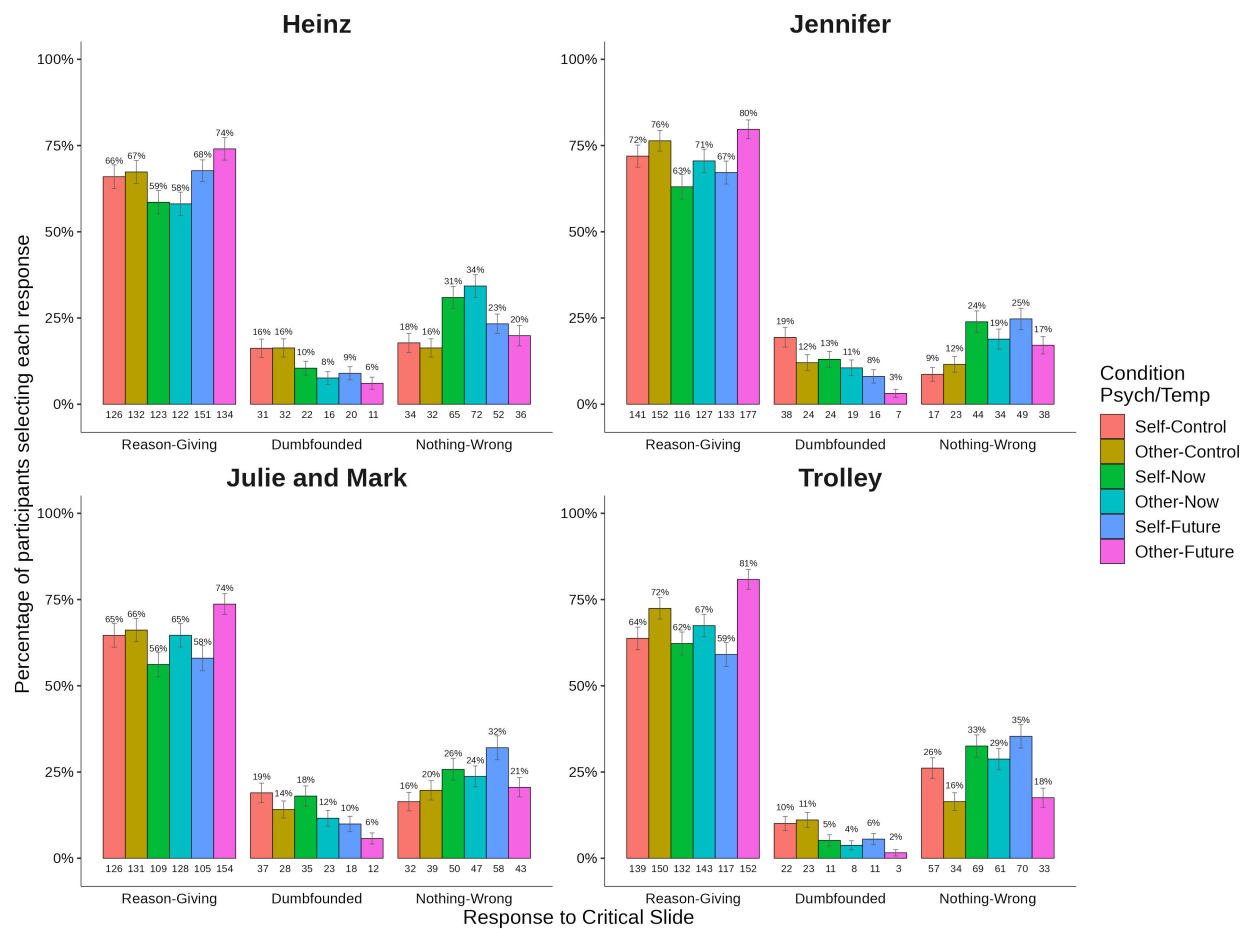 Heinz
Jennifer
Percentage of participants selecting each response
100%
75%
50%
25%
0%
66% 67% 59% 58% 68% 74%
16% 16% 10% 8% 9% 6%
18% 16% 31% 34% 23% 20%
126 132 123 122 151 134 31 32 22 16 20 11 34 32 65 72 52 36
Reason-Giving Dumbfounded Nothing-Wrong
100%
75%
50%
25%
0%
72% 76% 63% 71% 67% 80%
19% 12% 13% 11% 8% 3%
9% 12% 24% 19% 25% 17%
141 152 116 127 133 177 38 24 24 19 16 7 17 23 44 34 49 38
Reason-Giving Dumbfounded Nothing-Wrong
Julie and Mark
Trolley
100%
75%
50%
25%
0%
65% 66% 56% 65% 58% 74%
19% 14% 18% 12% 10% 6%
16% 20% 26% 24% 32% 21%
126 131 109 128 105 154 37 28 35 23 18 12 32 39 50 47 58 43
Reason-Giving Dumbfounded Nothing-Wrong
100%
75%
50%
25%
0%
64% 72% 62% 67% 59% 81%
10% 11% 5% 4% 6% 2%
26% 16% 33% 29% 35% 18%
139 150 132 143 117 152 22 23 11 8 11 3 57 34 69 61 70 33
Reason-Giving Dumbfounded Nothing-Wrong
Response to Critical Slide
Condition
Psych/Temp
Self-Control
Other-Control
Self-Now
Other-Now
Self-Future
Other-Future